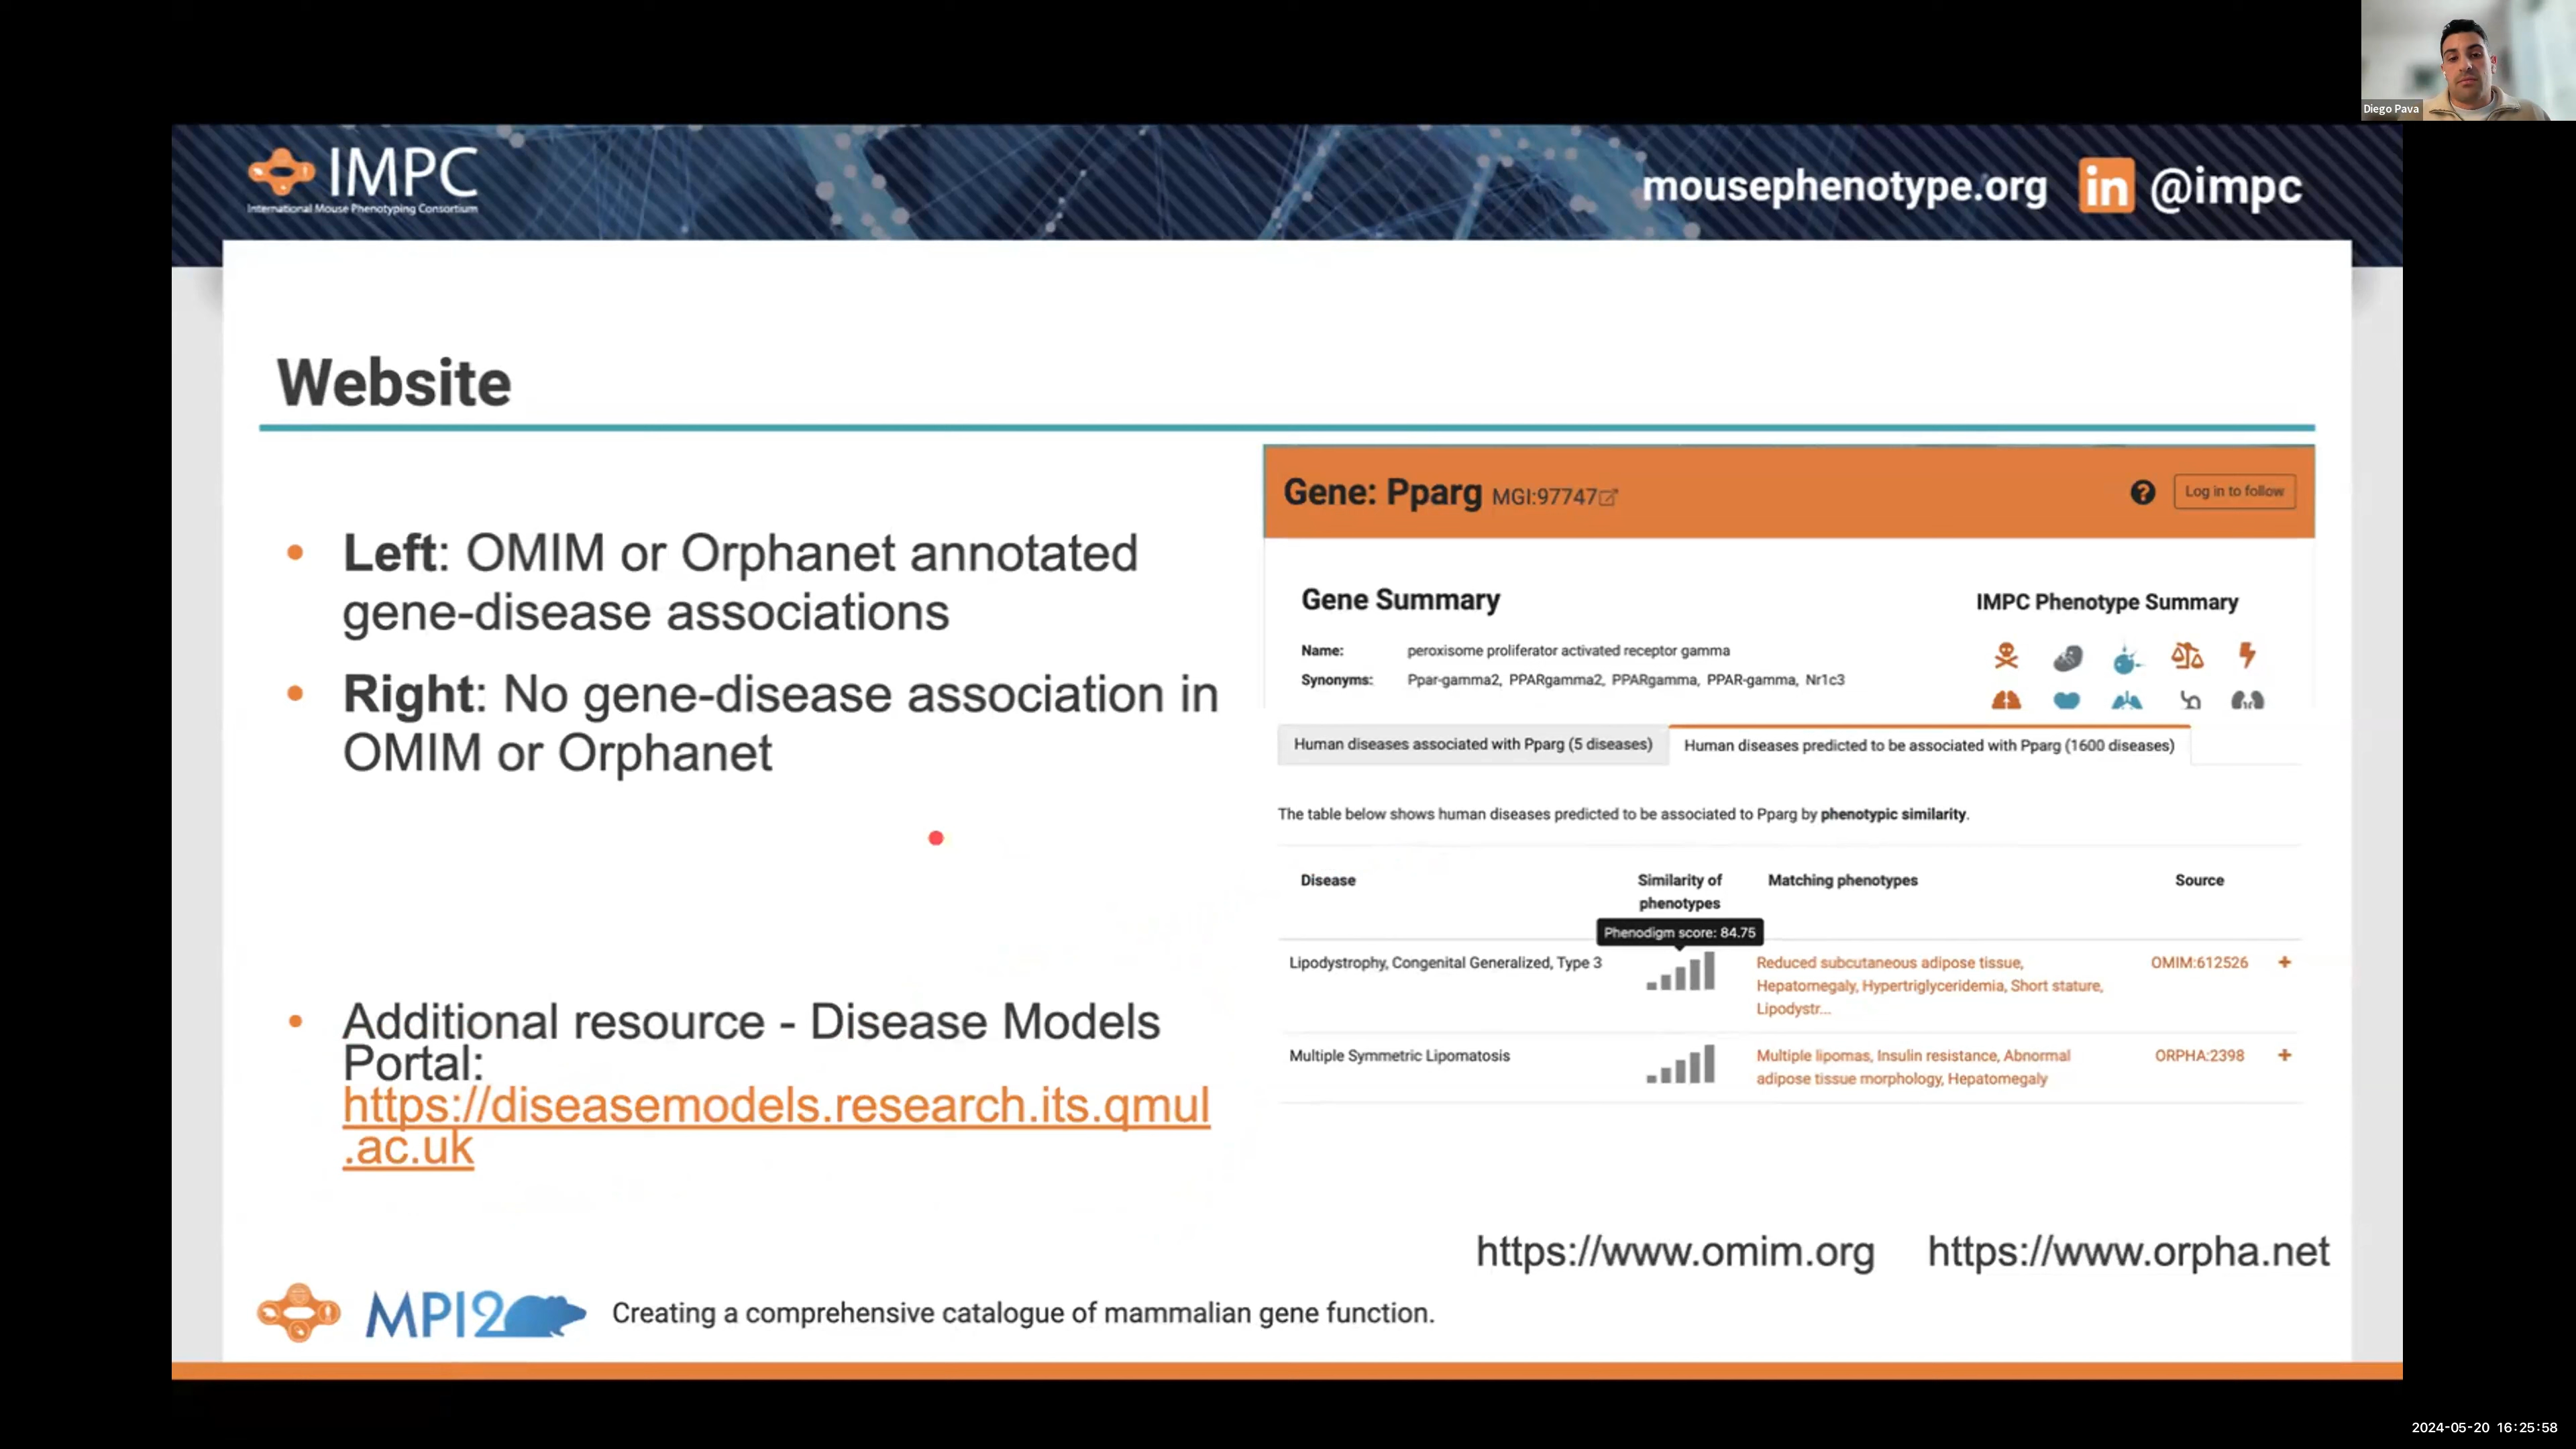 Diego Pava
IMPC
International Mouse Phenotyping Consortium
mousephenotype.org in @impc
Website
• Left: OMIM or Orphanet annotated
gene-disease associations
• Right: No gene-disease association in
OMIM or Orphanet
• Additional resource - Disease Models
Portal:
https://diseasemodels.research.its.qmul
.ac.uk
Gene: Pparg MGI:97747
? Log in to follow
Gene Summary
IMPC Phenotype Summary
Name: peroxisome proliferator activated receptor gamma
Synonyms: Ppar-gamma2, PPARgamma2, PPARgamma, PPAR-gamma, Nr1c3
Human diseases associated with Pparg (5 diseases)
Human diseases predicted to be associated with Pparg (1600 diseases)
The table below shows human diseases predicted to be associated to Pparg by phenotypic similarity.
Disease
Similarity of
phenotypes
Matching phenotypes
Source
Phenodigm score: 84.75
Lipodystrophy, Congenital Generalized, Type 3
Reduced subcutaneous adipose tissue,
Hepatomegaly, Hypertriglyceridemia, Short stature,
Lipodystr...
OMIM:612526 +
Multiple Symmetric Lipomatosis
Multiple lipomas, Insulin resistance, Abnormal
adipose tissue morphology, Hepatomegaly
ORPHA:2398 +
https://www.omim.org https://www.orpha.net
MPI2
Creating a comprehensive catalogue of mammalian gene function.
2024-05-20 16:25:58